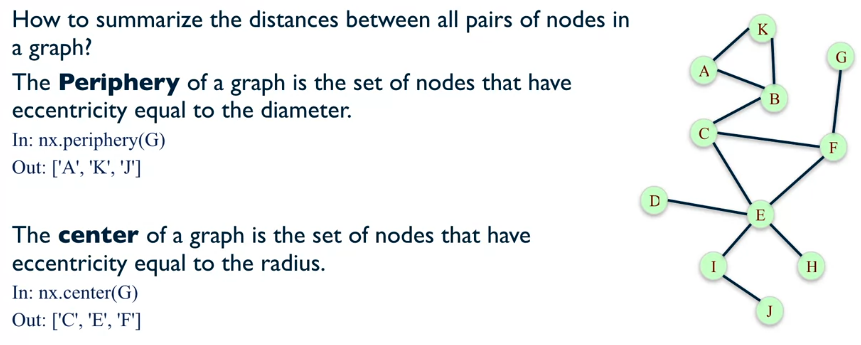 How to summarize the distances between all pairs of nodes in
a graph?
The Periphery of a graph is the set of nodes that have
eccentricity equal to the diameter.
In: nx.periphery(G)
Out: ['A', 'K', 'J']
The center of a graph is the set of nodes that have
eccentricity equal to the radius.
In: nx.center(G)
Out: ['C', 'E', 'F']
K
G
A
B
C
F
D
E
I
H
J